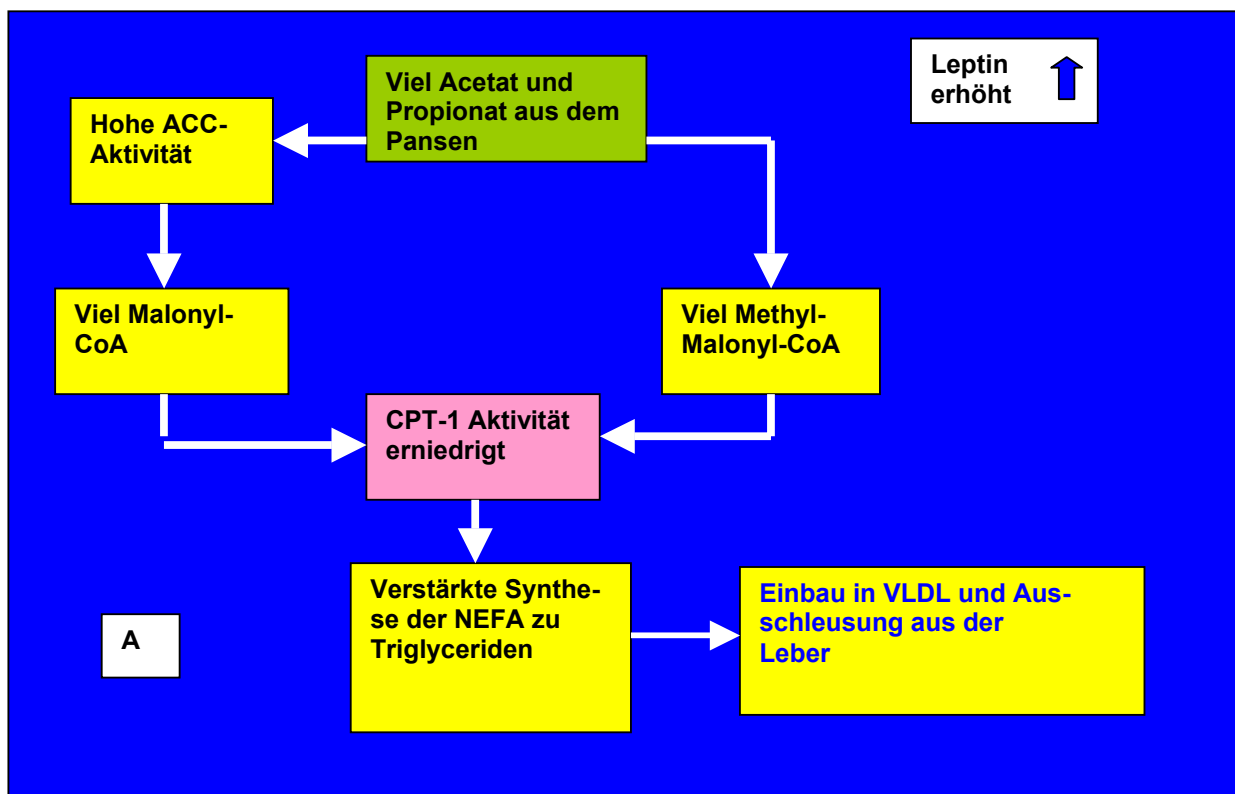 Viel Acetat und
Propionat aus dem
Pansen
Leptin
erhöht
Hohe ACC-
Aktivität
Viel Malonyl-
CoA
Viel Methyl-
Malonyl-CoA
CPT-1 Aktivität
erniedrigt
Verstärkte Synthe-
se der NEFA zu
Triglyceriden
Einbau in VLDL und Aus-
schleusung aus der
Leber
A